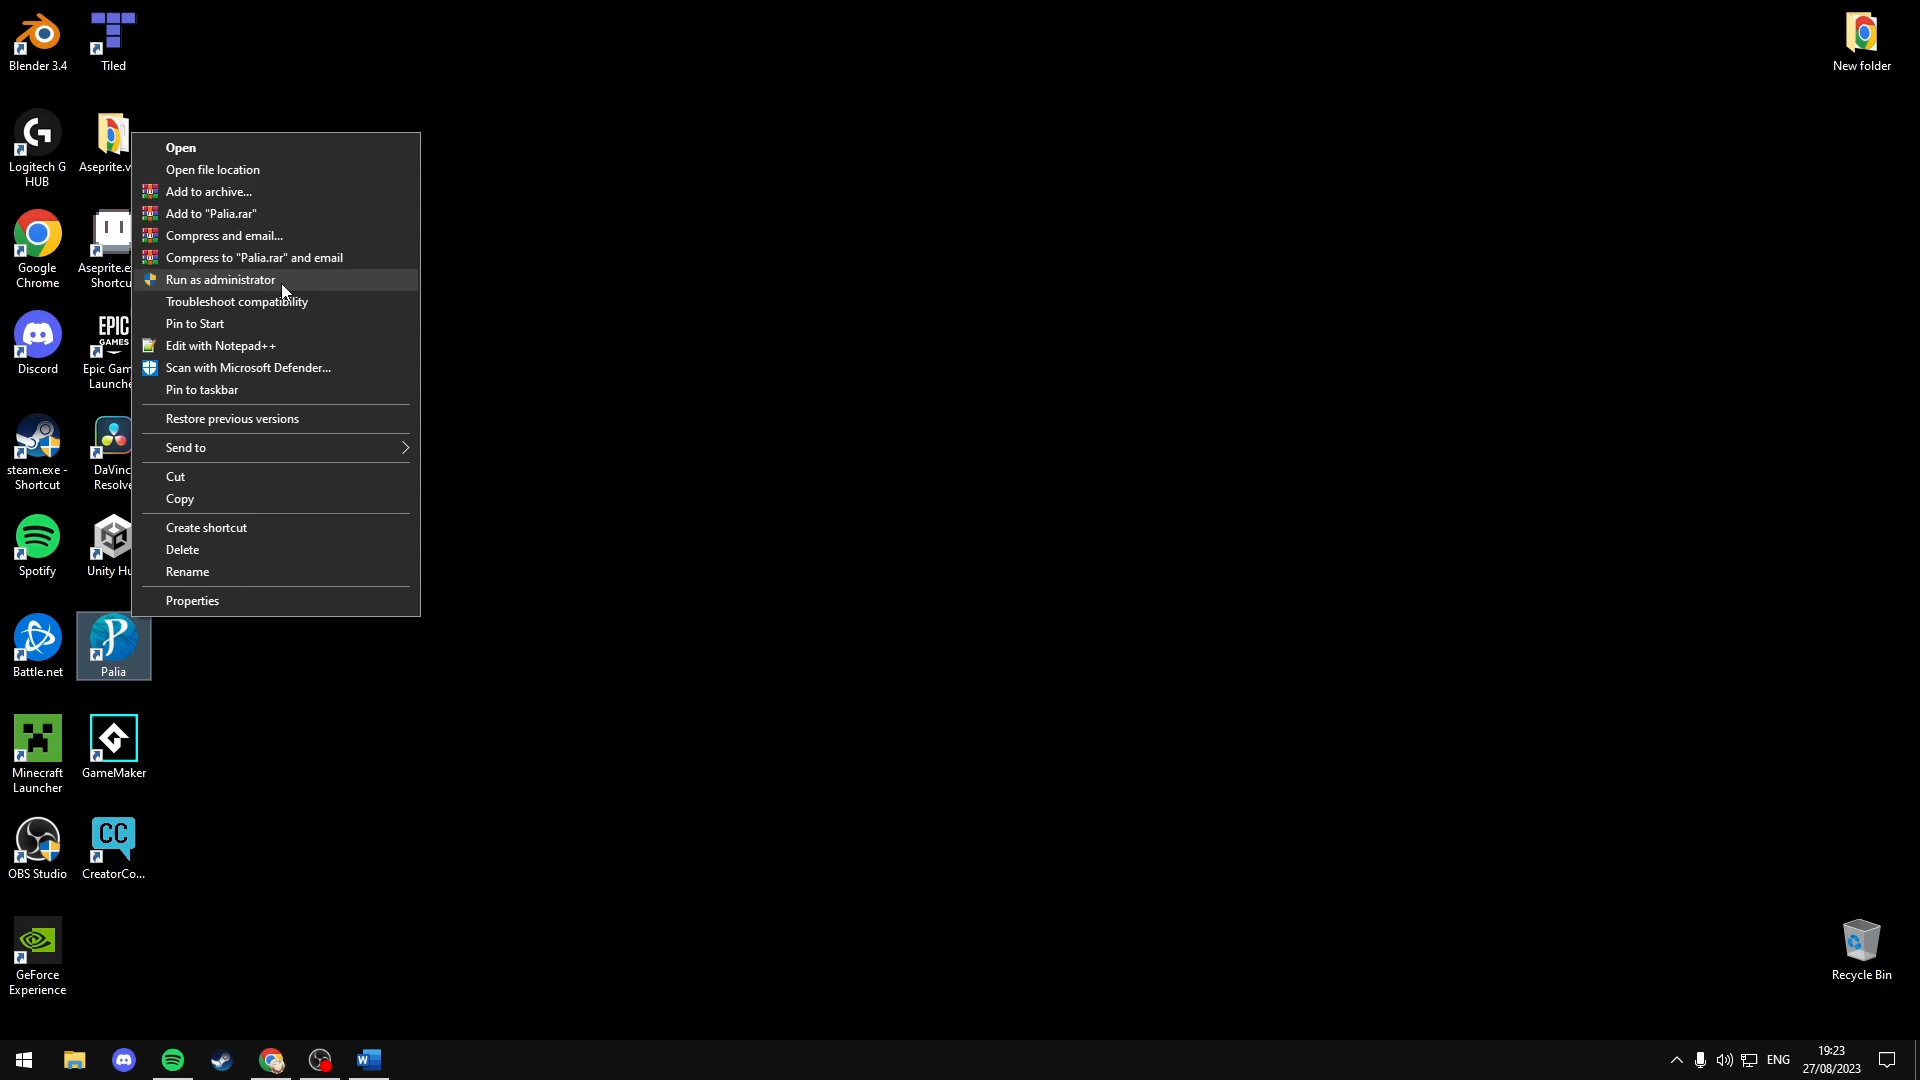 Blender 3.4
Tiled
New folder
Logitech G
HUB
Aseprite.v
Google
Chrome
Aseprite.ex
Shortcu
Discord
EPIC
GAMES
Epic Gam
Launche
steam.exe -
Shortcut
DaVinc
Resolve
Spotify
Unity Hu
Battle.net
P
Palia
Minecraft
Launcher
GameMaker
OBS Studio
CC
CreatorCo...
GeForce
Experience
Open
Open file location
Add to archive...
Add to "Palia.rar"
Compress and email...
Compress to "Palia.rar" and email
Run as administrator
Troubleshoot compatibility
Pin to Start
Edit with Notepad++
Scan with Microsoft Defender...
Pin to taskbar
Restore previous versions
Send to
Cut
Copy
Create shortcut
Delete
Rename
Properties
Recycle Bin
W
ENG
19:23
27/08/2023